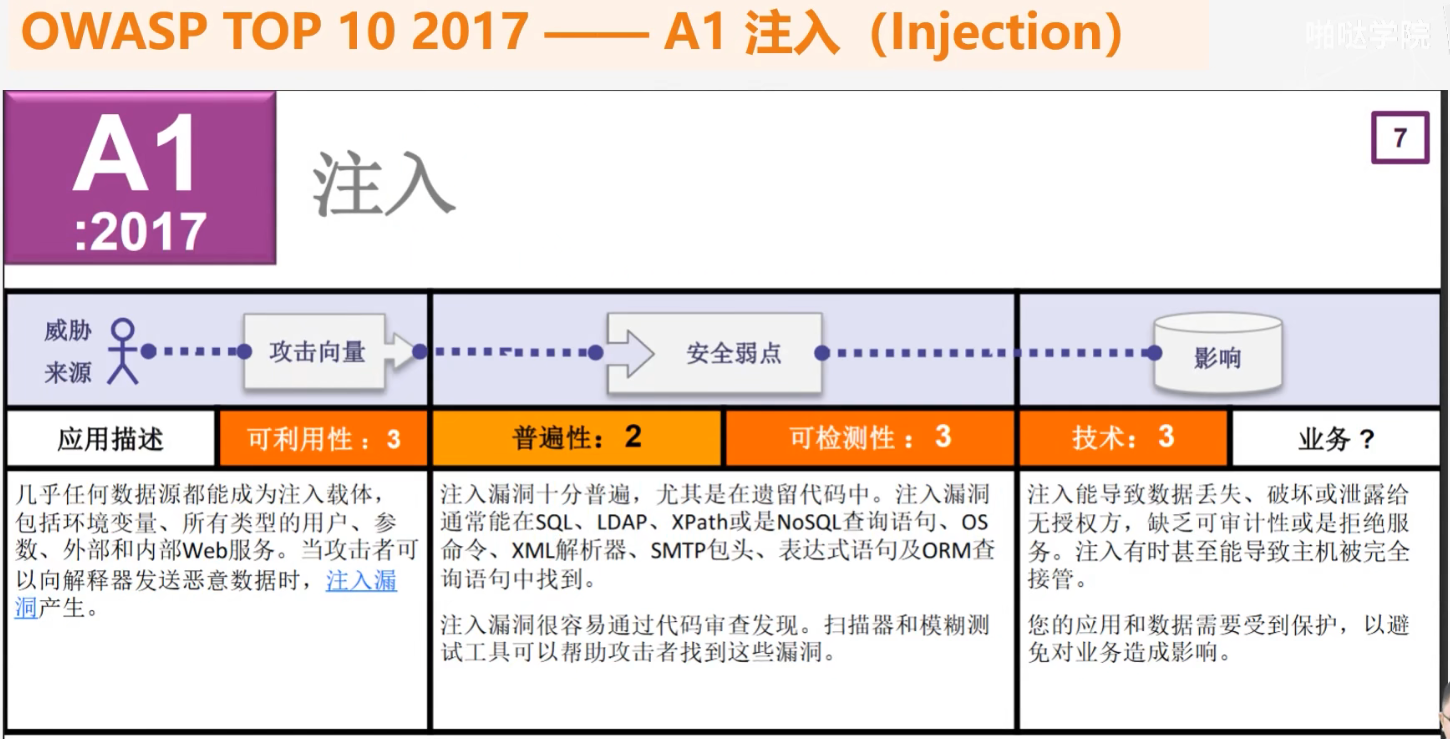 OWASP TOP 10 2017 —— A1 注入（Injection）
啪哒学院
A1
:2017
注入
7
威胁
来源
攻击向量
安全弱点
影响
应用描述
可利用性：3
普遍性：2
可检测性：3
技术：3
业务？
几乎任何数据源都能成为注入载体，
包括环境变量、所有类型的用户、参
数、外部和内部Web服务。当攻击者可
以向解释器发送恶意数据时，注入漏
洞产生。
注入漏洞十分普遍，尤其是在遗留代码中。注入漏洞
通常能在SQL、LDAP、XPath或是NoSQL查询语句、OS
命令、XML解析器、SMTP包头、表达式语句及ORM查
询语句中找到。
注入漏洞很容易通过代码审查发现。扫描器和模糊测
试工具可以帮助攻击者找到这些漏洞。
注入能导致数据丢失、破坏或泄露给
无授权方，缺乏可审计性或是拒绝服
务。注入有时甚至能导致主机被完全
接管。
您的应用和数据需要受到保护，以避
免对业务造成影响。